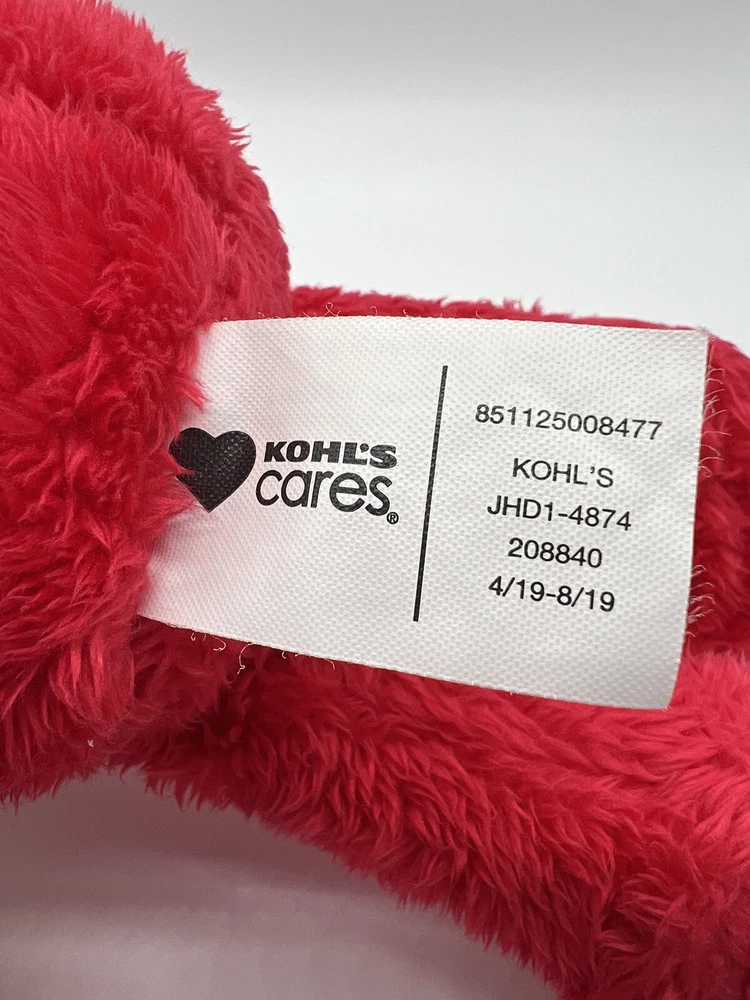 KOHL'S
cares®
851125008477
KOHL'S
JHD1-4874
208840
4/19-8/19